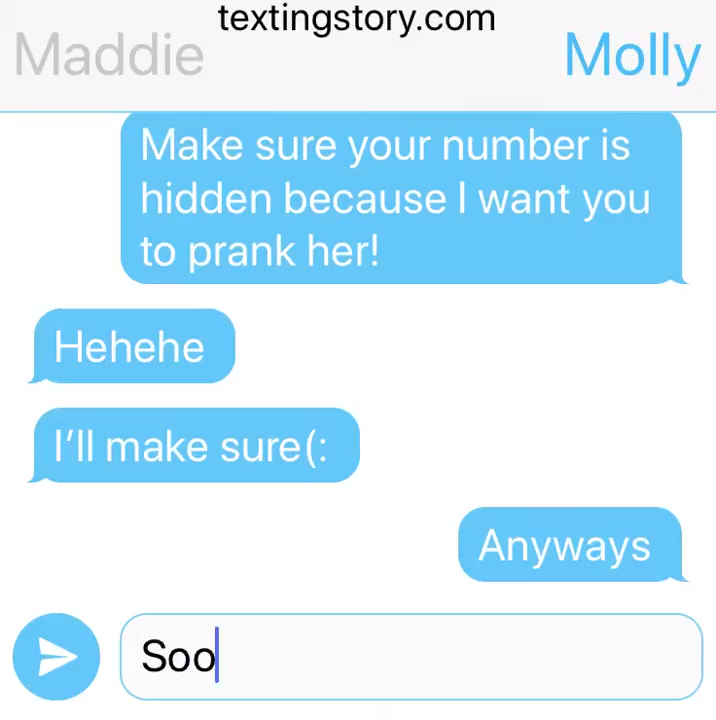 textingstory.com
Maddie
Molly
Make sure your number is
hidden because I want you
to prank her!
Hehehe
I’ll make sure(:
Anyways
Soo